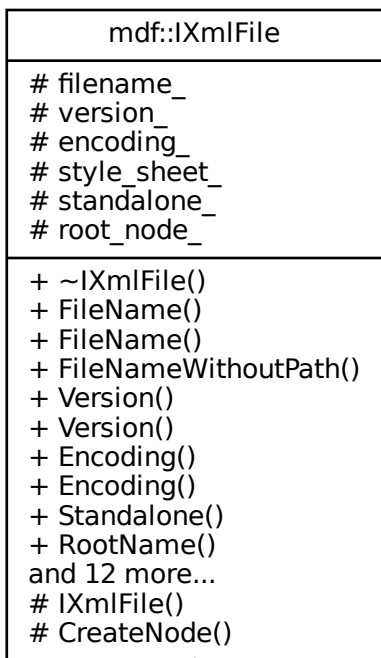 mdf::IXmlFile
# filename_
# version_
# encoding_
# style_sheet_
# standalone_
# root_node_
+ ~IXmlFile()
+ FileName()
+ FileName()
+ FileNameWithoutPath()
+ Version()
+ Version()
+ Encoding()
+ Encoding()
+ Standalone()
+ RootName()
and 12 more...
# IXmlFile()
# CreateNode()